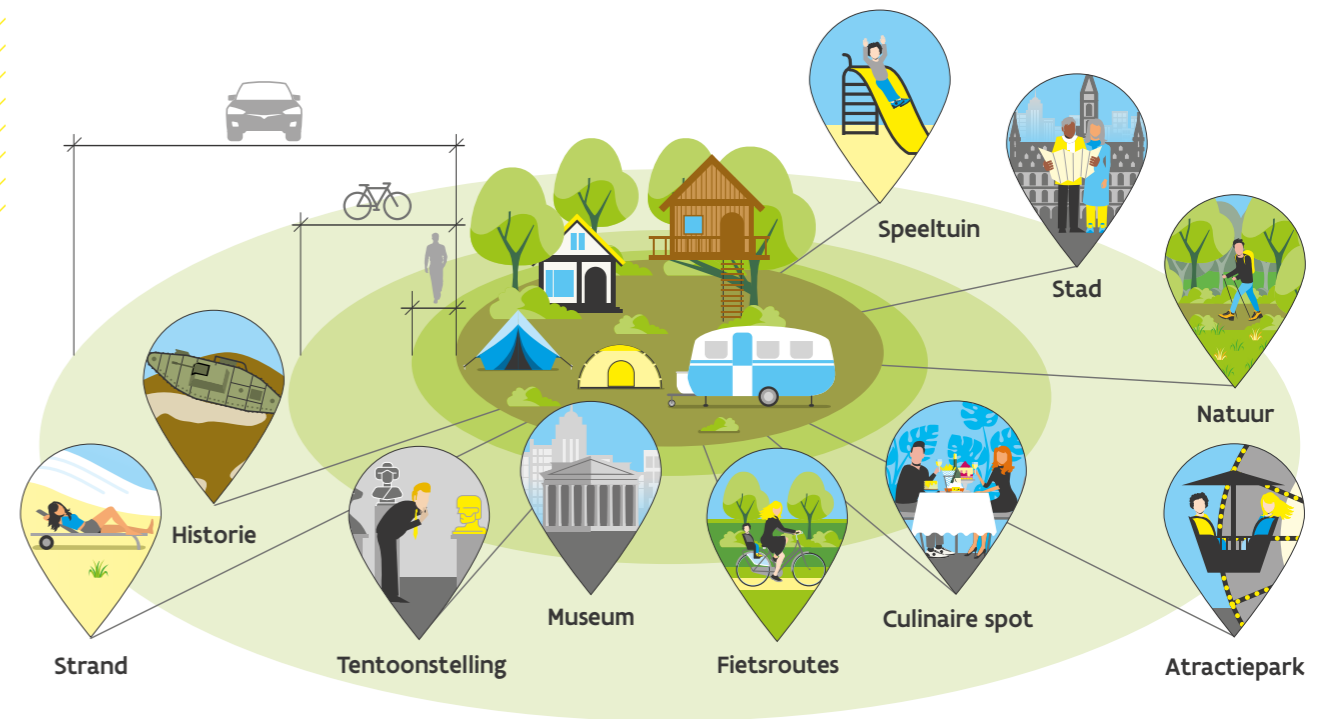 Speeltuin
Stad
Natuur
Historie
Museum
Culinaire spot
Strand
Tentoonstelling
Fietsroutes
Atractiepark